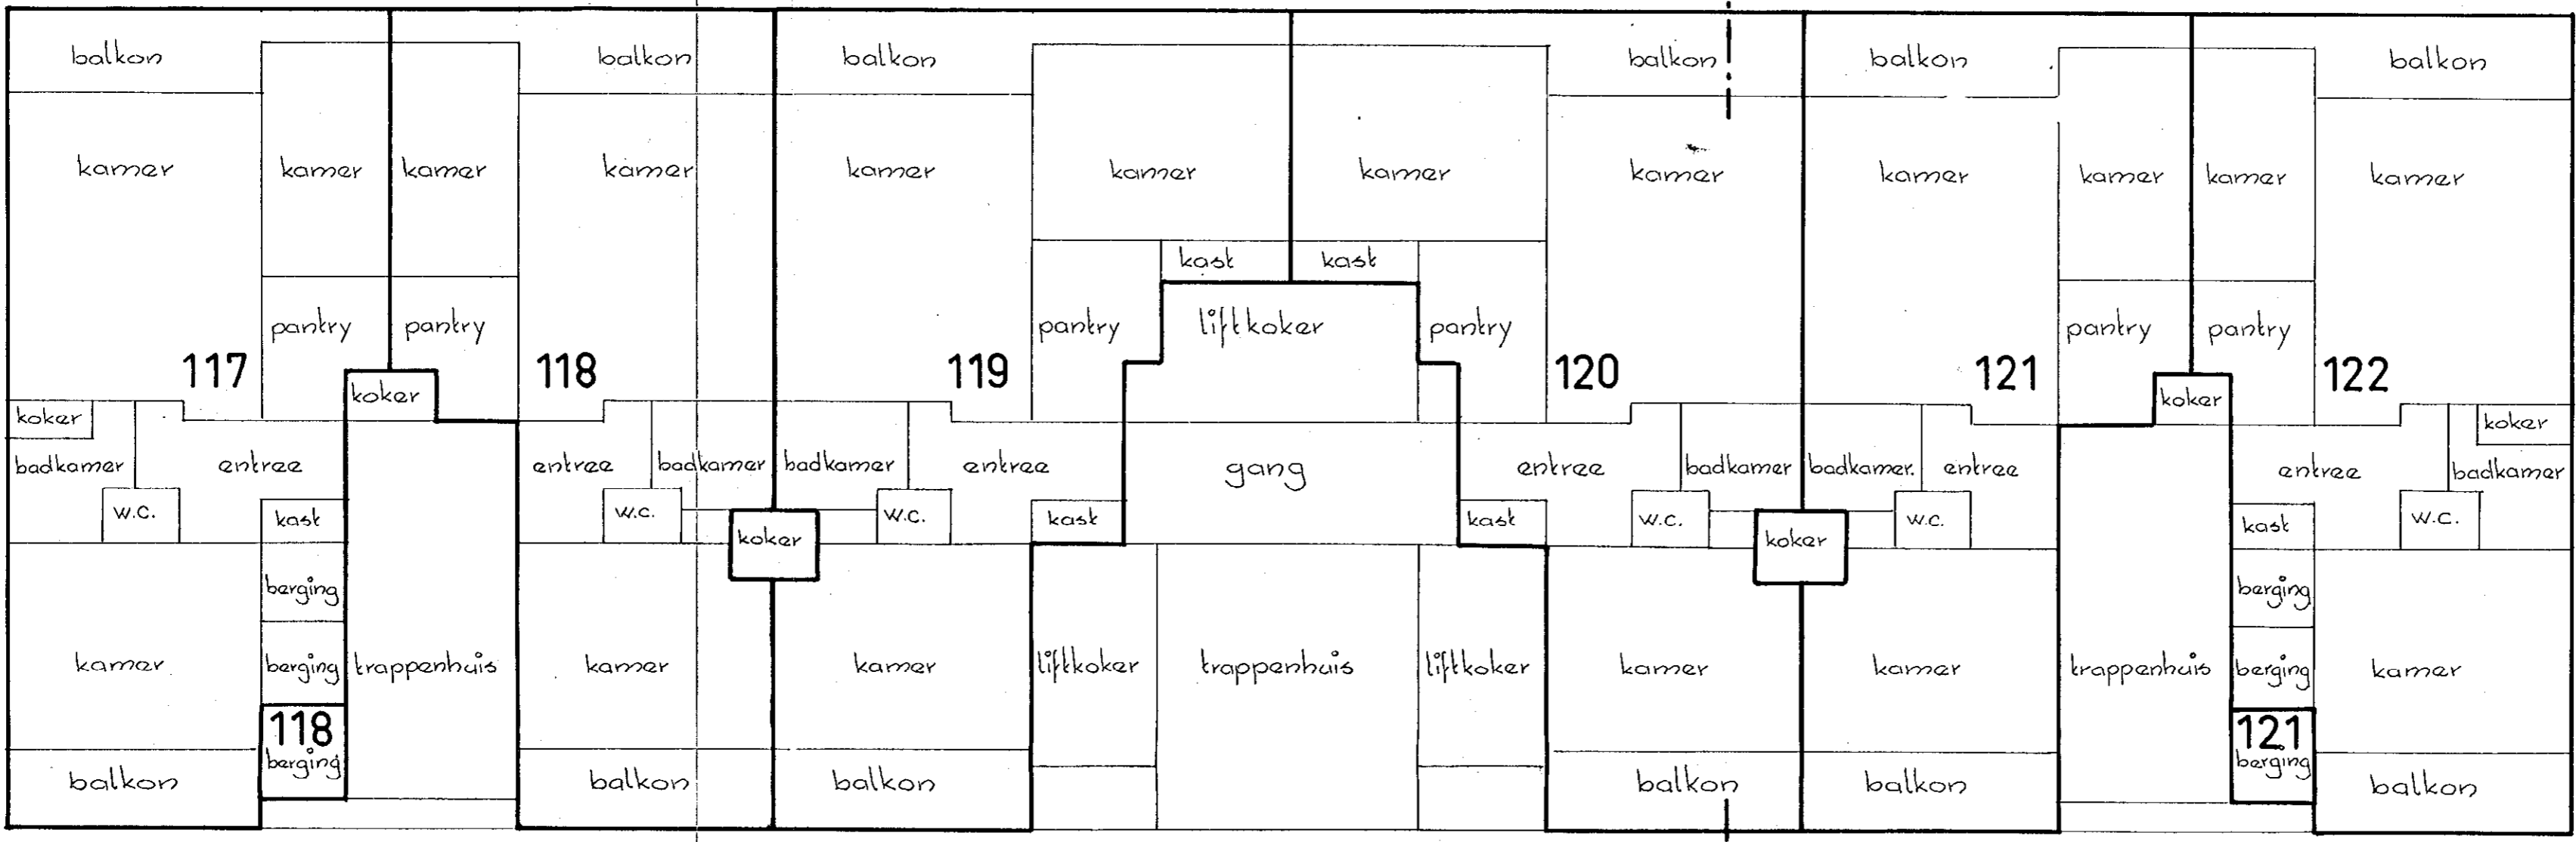 balkon balkon balkon balkon balkon balkon
kamer kamer kamer kamer kamer kamer kamer kamer kamer kamer kamer kamer
kast kast
pantry pantry pantry liftkoker pantry pantry pantry
117 118 119 120 121 122
koker koker
koker koker
badkamer entree entree badkamer badkamer entree gang entree badkamer badkamer. entree entree badkamer
w.c. kast w.c. w.c. kast kast w.c. w.c. kast w.c.
koker koker
berging berging
kamer berging trappenhuis kamer kamer liftkoker trappenhuis liftkoker kamer kamer trappenhuis berging kamer
118 121
berging berging
balkon balkon balkon balkon balkon balkon